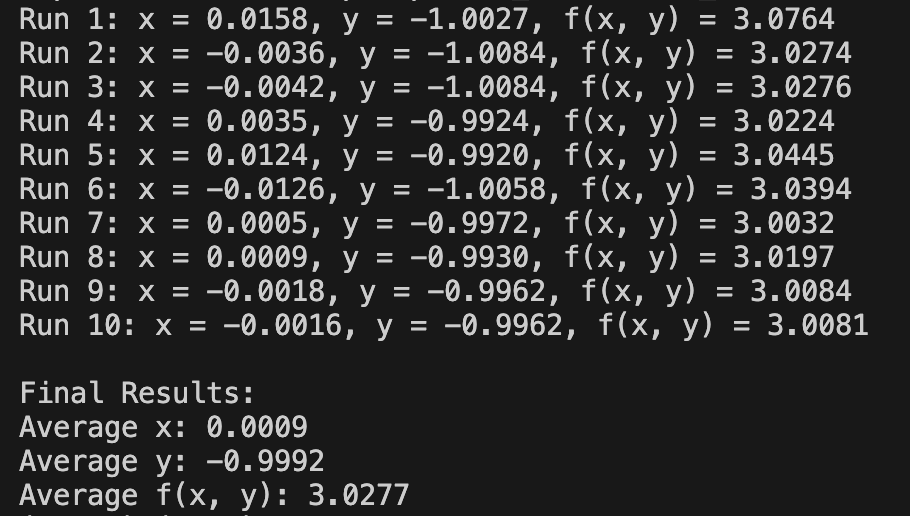 Run 1: x = 0.0158, y = −1.0027, f(x, y) = 3.0764
Run 2: x = −0.0036, y = −1.0084, f(x, y) = 3.0274
Run 3: x = −0.0042, y = −1.0084, f(x, y) = 3.0276
Run 4: x = 0.0035, y = −0.9924, f(x, y) = 3.0224
Run 5: x = 0.0124, y = −0.9920, f(x, y) = 3.0445
Run 6: x = −0.0126, y = −1.0058, f(x, y) = 3.0394
Run 7: x = 0.0005, y = −0.9972, f(x, y) = 3.0032
Run 8: x = 0.0009, y = −0.9930, f(x, y) = 3.0197
Run 9: x = −0.0018, y = −0.9962, f(x, y) = 3.0084
Run 10: x = −0.0016, y = −0.9962, f(x, y) = 3.0081
Final Results:
Average x: 0.0009
Average y: −0.9992
Average f(x, y): 3.0277